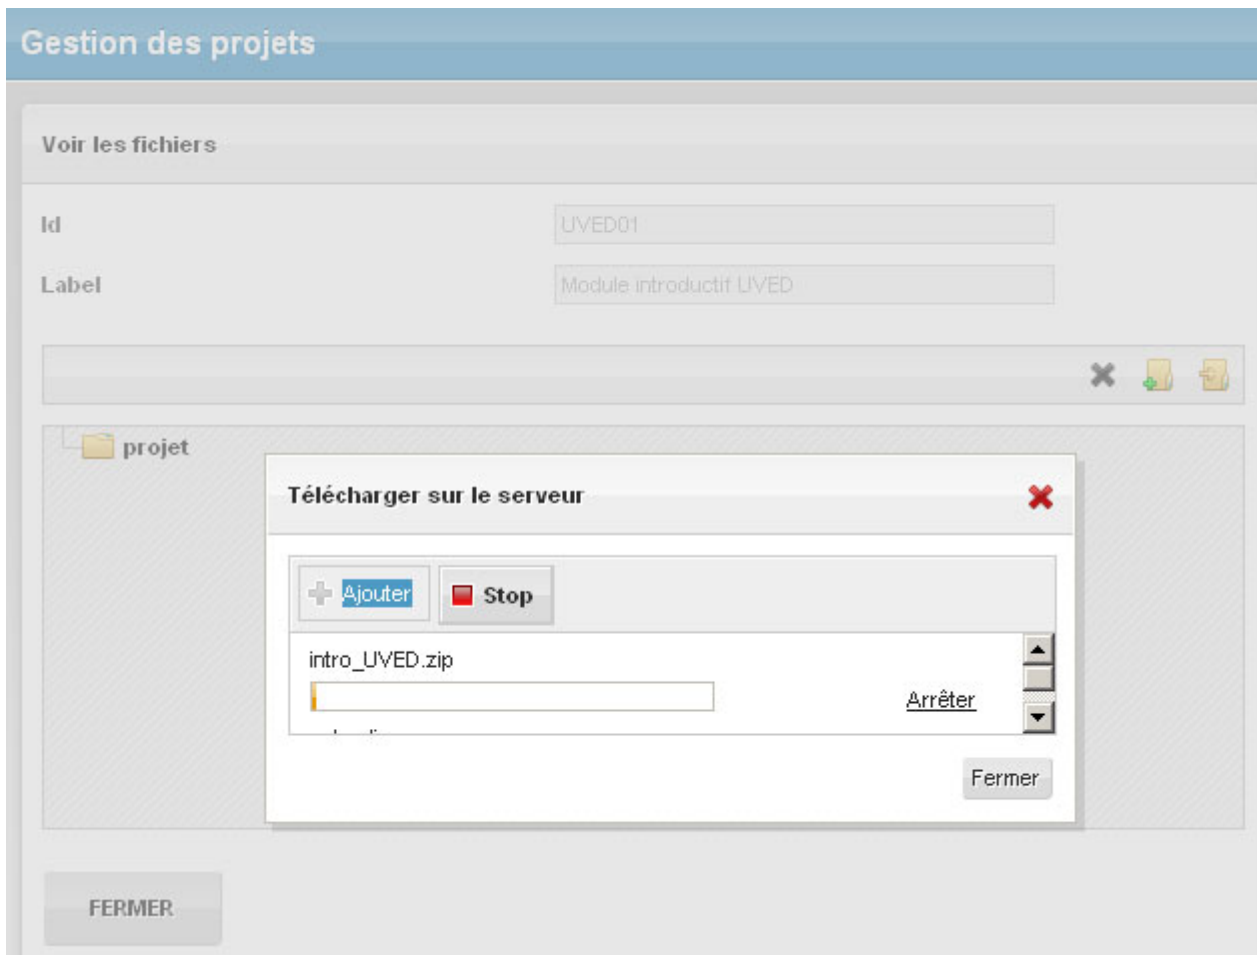 Gestion des projets
Voir les fichiers
Id
UVED01
Label
Module introductif UVED
projet
Télécharger sur le serveur
Ajouter
Stop
intro_UVED.zip
Arrêter
Fermer
FERMER